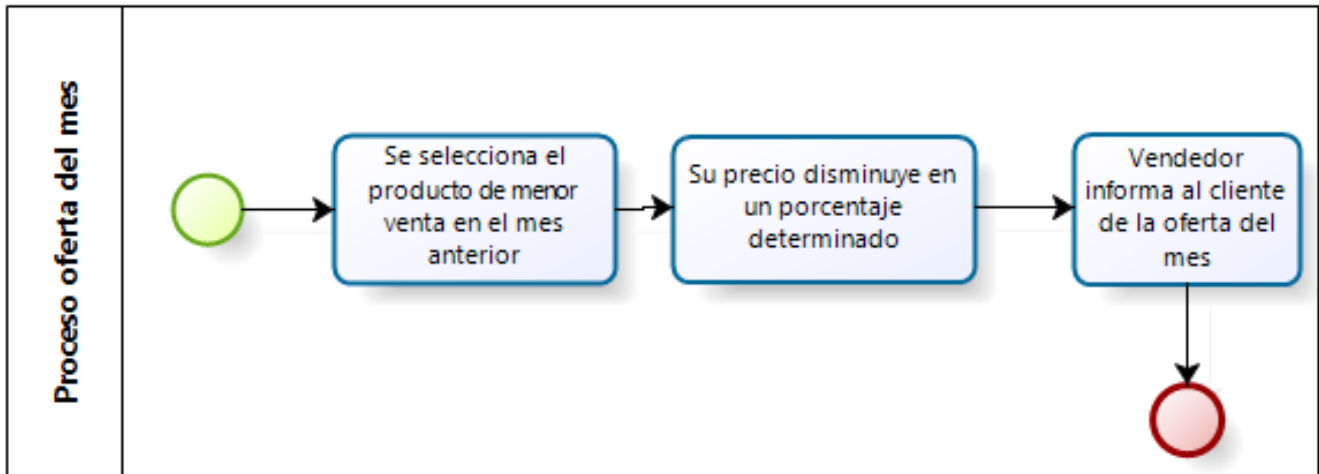 Proceso oferta del mes
Se selecciona el
producto de menor
venta en el mes
anterior
Su precio disminuye en
un porcentaje
determinado
Vendedor
informa al cliente
de la oferta del
mes